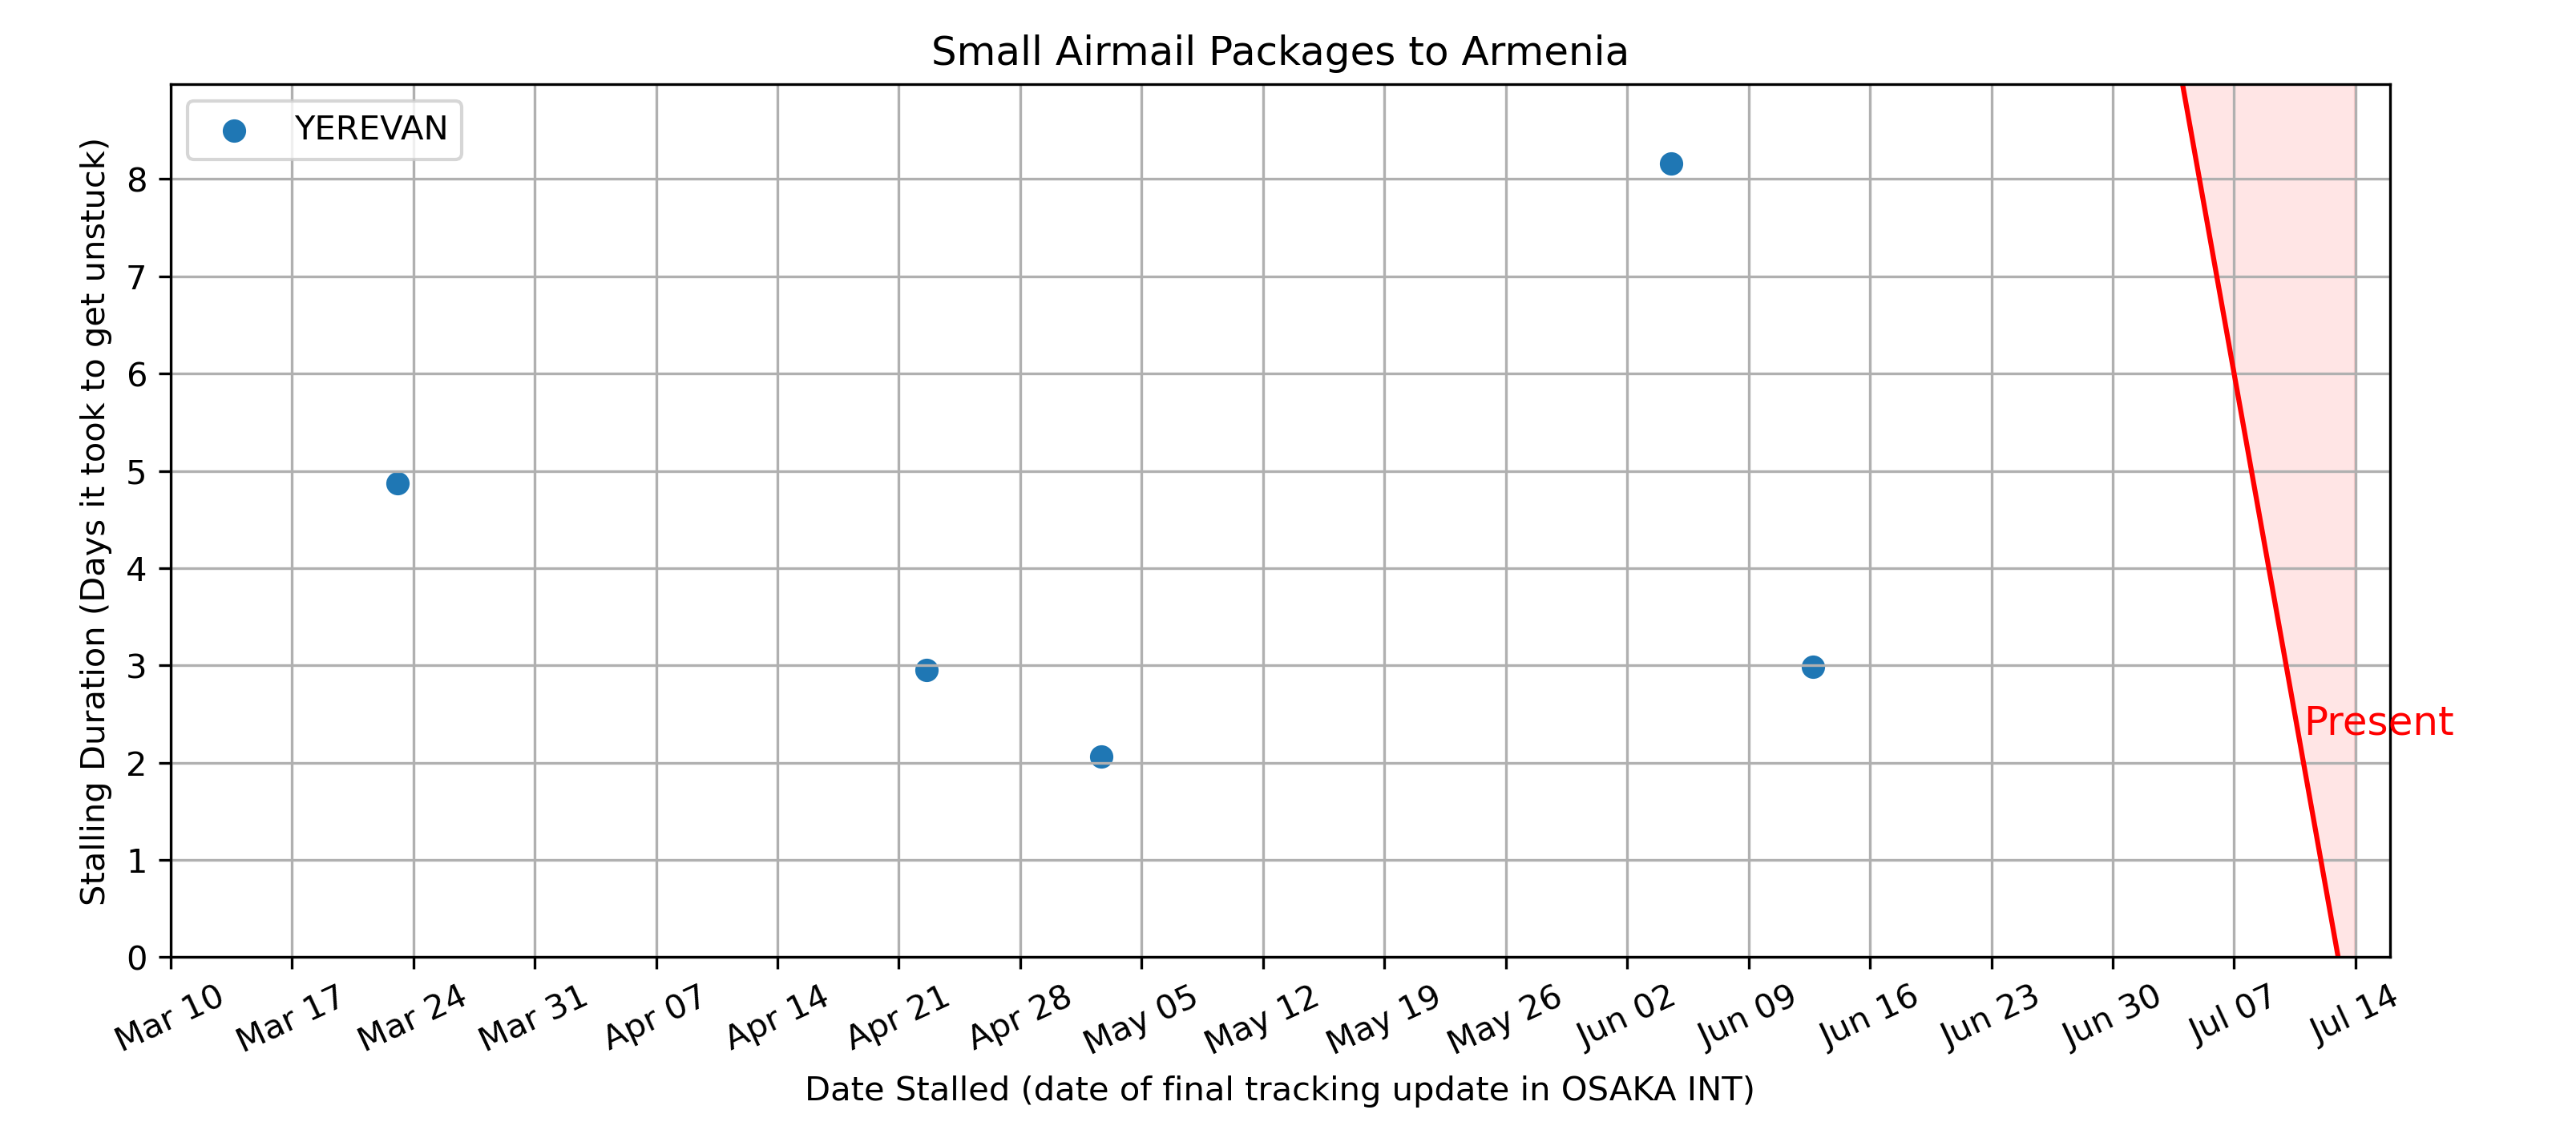 Small Airmail Packages to Armenia
YEREVAN
Stalling Duration (Days it took to get unstuck)
8
7
6
5
4
3
2
1
0
Present
Mar 10
Mar 17
Mar 24
Mar 31
Apr 07
Apr 14
Apr 21
Apr 28
May 05
May 12
May 19
May 26
Jun 02
Jun 09
Jun 16
Jun 23
Jun 30
Jul 07
Jul 14
Date Stalled (date of final tracking update in OSAKA INT)